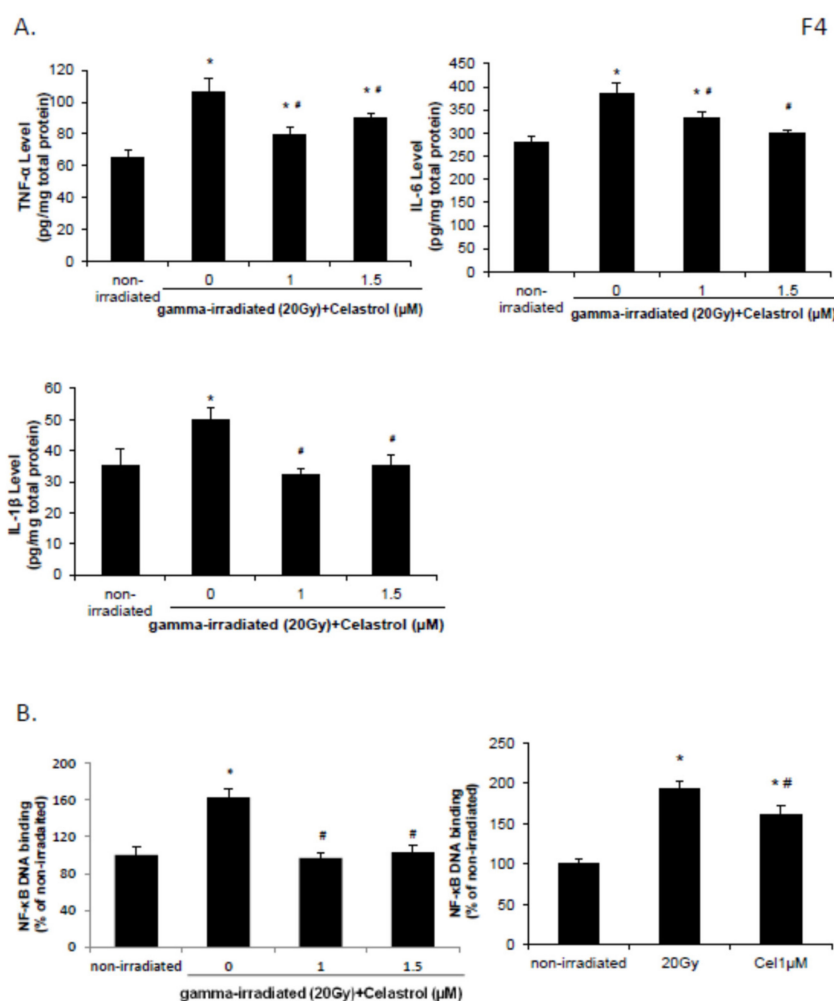 A.
F4
TNF-α Level
(pg/mg total protein)
120
100
80
60
40
20
0
*
* #
* #
non-
irradiated
0
1
1.5
gamma-irradiated (20Gy)+Celastrol (μM)
IL-6 Level
(pg/mg total protein)
450
400
350
300
250
200
150
100
50
0
*
* #
#
non-
irradiated
0
1
1.5
gamma-irradiated (20Gy)+Celastrol (μM)
IL-1β Level
(pg/mg total protein)
60
50
40
30
20
10
0
*
#
#
non-
irradiated
0
1
1.5
gamma-irradiated (20Gy)+Celastrol (μM)
B.
NF-κB DNA binding
(% of non-irradaited)
200
160
120
80
40
0
*
#
#
non-irradiated
0
1
1.5
gamma-irradiated (20Gy)+Celastrol (μM)
NF-κB DNA binding
(% of non-irradiated)
250
200
150
100
50
0
*
* #
non-irradiated
20Gy
Cel1μM